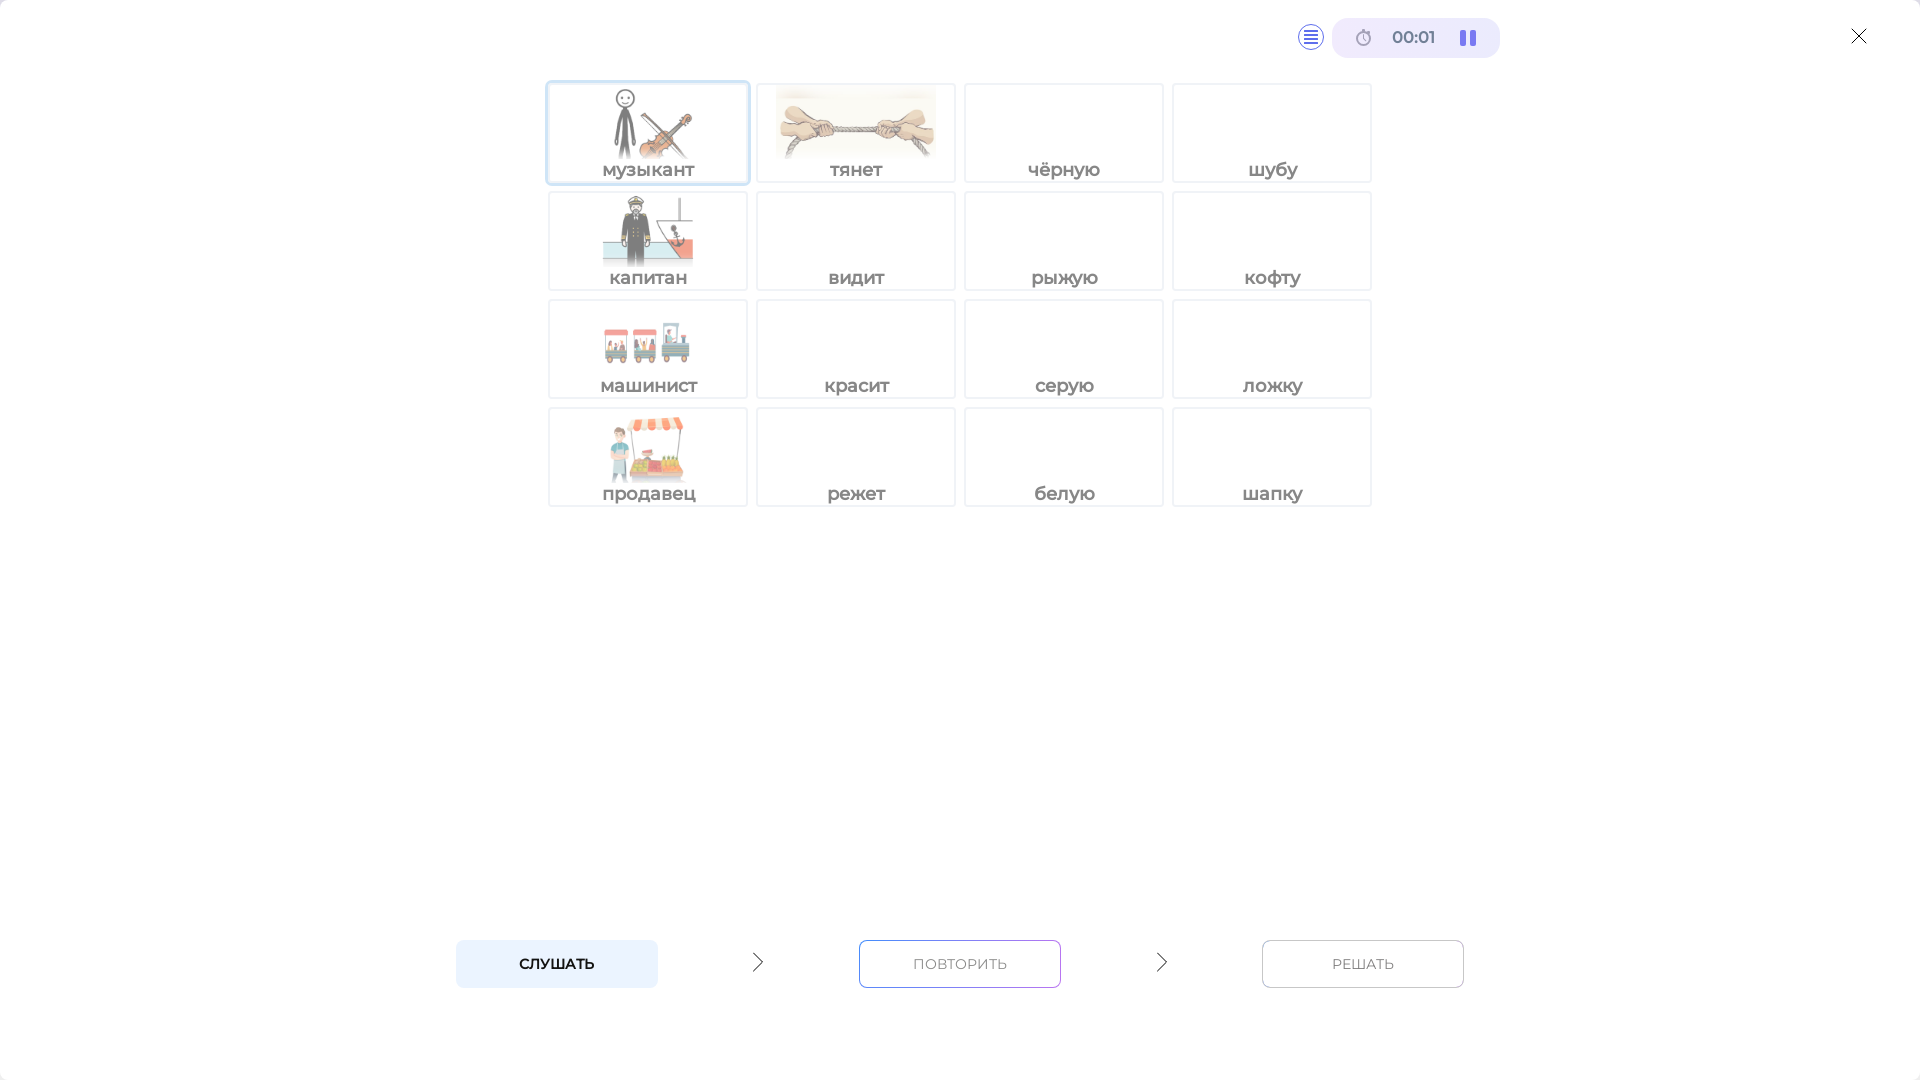 00:01
музыкант тянет чёрную шубу
капитан видит рыжую кофту
машинист красит серую ложку
продавец режет белую шапку
СЛУШАТЬ ПОВТОРИТЬ РЕШАТЬ